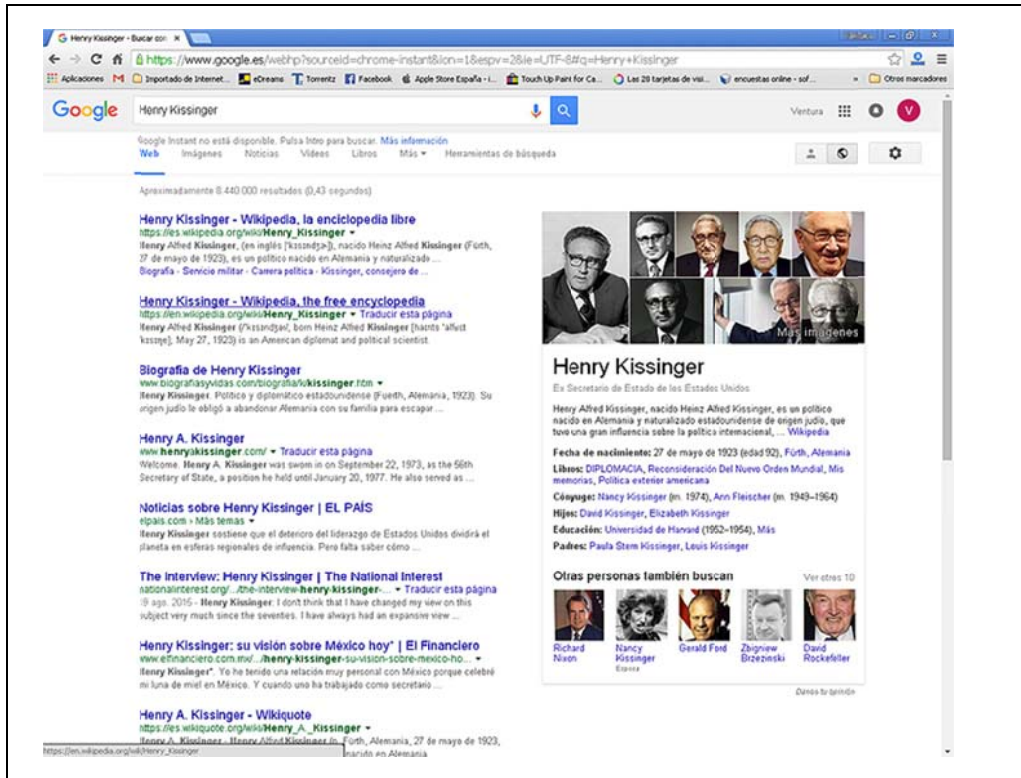 Henry Kissinger - Buscar con
https://www.google.es/webhp?sourceid=chrome-instant&ion=1&espv=2&ie=UTF-8#q=Henry+Kissinger
Aplicaciones Importado de Internet... eDreams Torrentz Facebook Apple Store España - i... Touch Up Paint for Ca... Las 28 tarjetas de visi... encuestas online - sof... » Otros marcadores
Google Henry Kissinger Ventura V
Google Instant no está disponible. Pulsa Intro para buscar. Más información
Web Imágenes Noticias Vídeos Libros Más Herramientas de búsqueda
Aproximadamente 8.440.000 resultados (0,43 segundos)
Henry Kissinger - Wikipedia, la enciclopedia libre
https://es.wikipedia.org/wiki/Henry_Kissinger
Henry Alfred Kissinger, (en inglés), nacido Heinz Alfred Kissinger (Fürth,
27 de mayo de 1923), es un político nacido en Alemania y naturalizado ...
Biografía - Servicio militar - Carrera política - Kissinger, consejero de ...
Henry Kissinger - Wikipedia, the free encyclopedia
https://en.wikipedia.org/wiki/Henry_Kissinger Traducir esta página
Henry Alfred Kissinger born Heinz Alfred Kissinger
May 27, 1923) is an American diplomat and political scientist.
Biografia de Henry Kissinger
www.biografiasyvidas.com/biografia/k/kissinger.htm
Henry Kissinger. Político y diplomático estadounidense (Fuerth, Alemania, 1923). Su
origen judío le obligó a abandonar Alemania con su familia para escapar ...
Henry A. Kissinger
www.henryakissinger.com/ Traducir esta página
Welcome. Henry A. Kissinger was sworn in on September 22, 1973, as the 56th
Secretary of State, a position he held until January 20, 1977. He also served as ...
Noticias sobre Henry Kissinger | EL PAÍS
elpais.com › Más temas
Henry Kissinger sostiene que el deterioro del liderazgo de Estados Unidos dividirá el
planeta en esferas regionales de influencia. Pero falta saber cómo ...
The Interview: Henry Kissinger | The National Interest
nationalinterest.org/.../the-interview-henry-kissinger-... Traducir esta página
19 ago. 2015 - Henry Kissinger: I don't think that I have changed my view on this
subject very much since the seventies. I have always had an expansive view ...
Henry Kissinger: su visión sobre México hoy" | El Financiero
www.elfinanciero.com.mx/.../henry-kissinger-su-vision-sobre-mexico-ho...
Henry Kissinger". Yo he tenido una relación muy personal con México porque celebré
mi luna de miel en México. Y cuando uno ha trabajado como secretario ...
Henry A. Kissinger - Wikiquote
https://es.wikiquote.org/wiki/Henry_A._Kissinger
Henry A. Kissinger - Henry Alfred Kissinger (n. Fürth, Alemania, 27 de mayo de 1923,
nacido en Alemania
https://en.wikipedia.org/wiki/Henry_Kissinger
Más imágenes
Henry Kissinger
Ex Secretario de Estado de los Estados Unidos
Henry Alfred Kissinger, nacido Heinz Alfred Kissinger, es un político
nacido en Alemania y naturalizado estadounidense de origen judío, que
tuvo una gran influencia sobre la política internacional, ... Wikipedia
Fecha de nacimiento: 27 de mayo de 1923 (edad 92), Fürth, Alemania
Libros: DIPLOMACIA, Reconsideración Del Nuevo Orden Mundial, Mis
memorias, Política exterior americana
Cónyuge: Nancy Kissinger (m. 1974), Ann Fleischer (m. 1949–1964)
Hijos: David Kissinger, Elizabeth Kissinger
Educación: Universidad de Harvard (1952–1954), Más
Padres: Paula Stern Kissinger, Louis Kissinger
Otras personas también buscan Ver otros 10
Richard Nixon
Nancy Kissinger Esposa
Gerald Ford
Zbigniew Brzezinski
David Rockefeller
Danos tu opinión